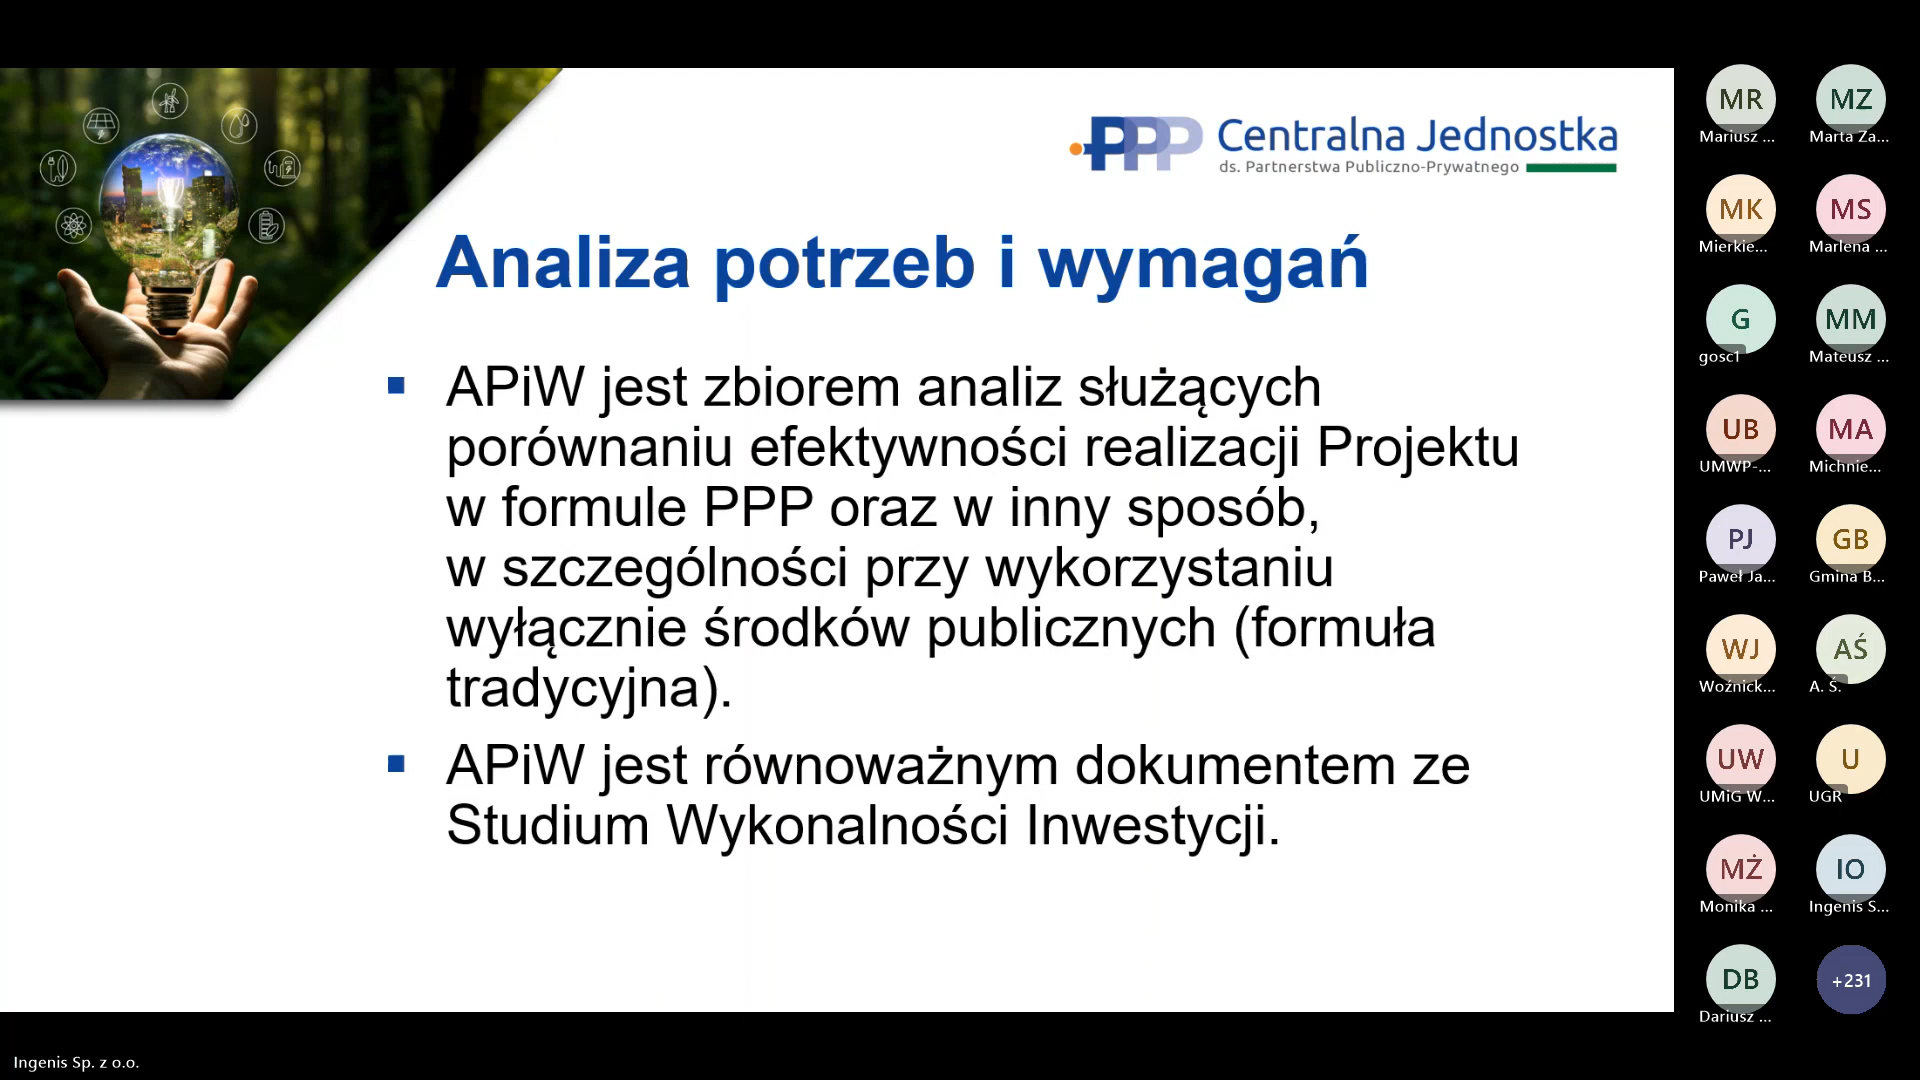 PPP Centralna Jednostka
ds. Partnerstwa Publiczno-Prywatnego
Analiza potrzeb i wymagań
▪ APiW jest zbiorem analiz służących
porównaniu efektywności realizacji Projektu
w formule PPP oraz w inny sposób,
w szczególności przy wykorzystaniu
wyłącznie środków publicznych (formuła
tradycyjna).
▪ APiW jest równoważnym dokumentem ze
Studium Wykonalności Inwestycji.
MR
Mariusz ...
MZ
Marta Za...
MK
Mierkie...
MS
Marlena ...
G
gosc1
MM
Mateusz ...
UB
UMWP-...
MA
Michnie...
PJ
Paweł Ja...
GB
Gmina B...
WJ
Woźnick...
AŚ
A. Ś.
UW
UMiG W...
U
UGR
MŻ
Monika ...
IO
Ingenis S...
DB
Dariusz ...
+231
Ingenis Sp. z o.o.